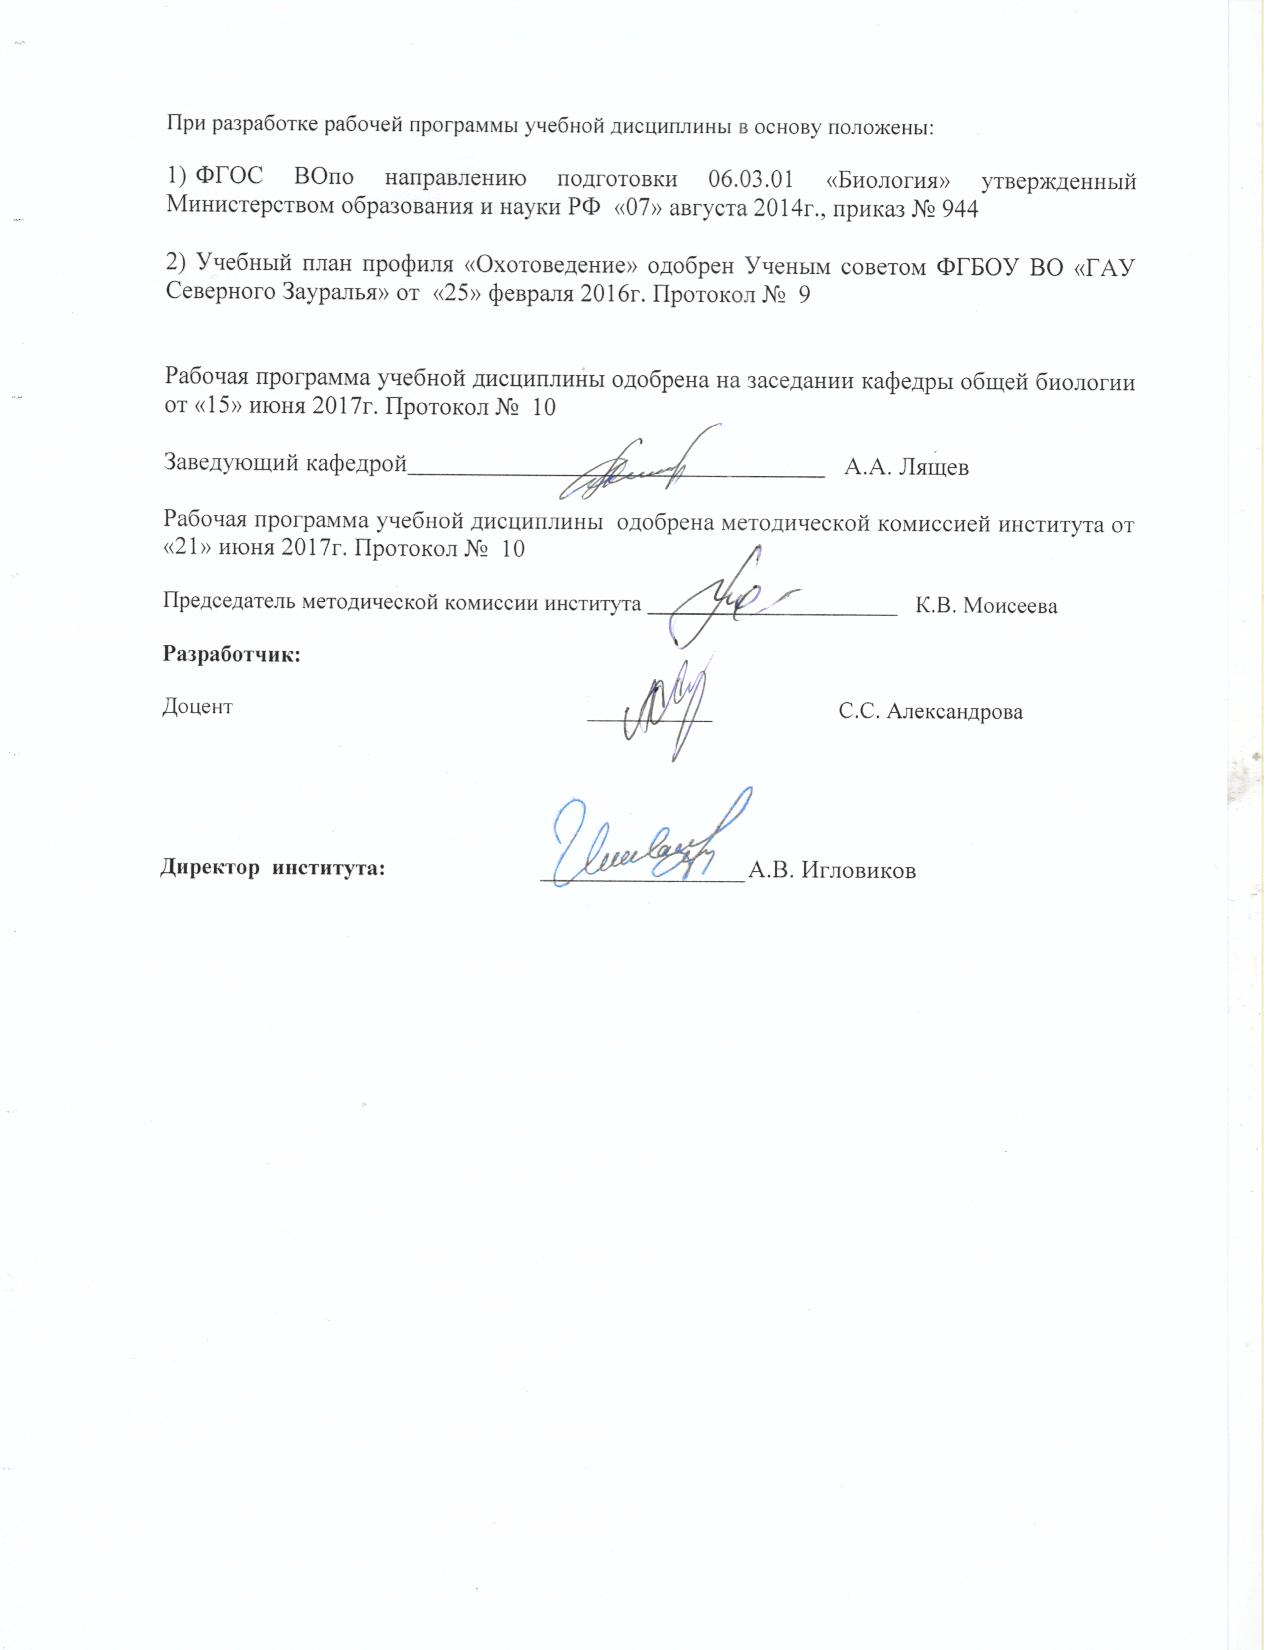 При разработке рабочей программы учебной дисциплины в основу положены:
1) ФГОС ВОпо направлению подготовки 06.03.01 «Биология» утвержденный
Министерством образования и науки РФ «07» августа 2014г., приказ № 944
2) Учебный план профиля «Охотоведение» одобрен Ученым советом ФГБОУ ВО «ГАУ
Северного Зауралья» от «25» февраля 2016г. Протокол № 9
Рабочая программа учебной дисциплины одобрена на заседании кафедры общей биологии
от «15» июня 2017г. Протокол № 10
Заведующий кафедрой А.А. Лящев
Рабочая программа учебной дисциплины одобрена методической комиссией института от
«21» июня 2017г. Протокол № 10
Председатель методической комиссии института К.В. Моисеева
Разработчик:
Доцент С.С. Александрова
Директор института: А.В. Игловиков